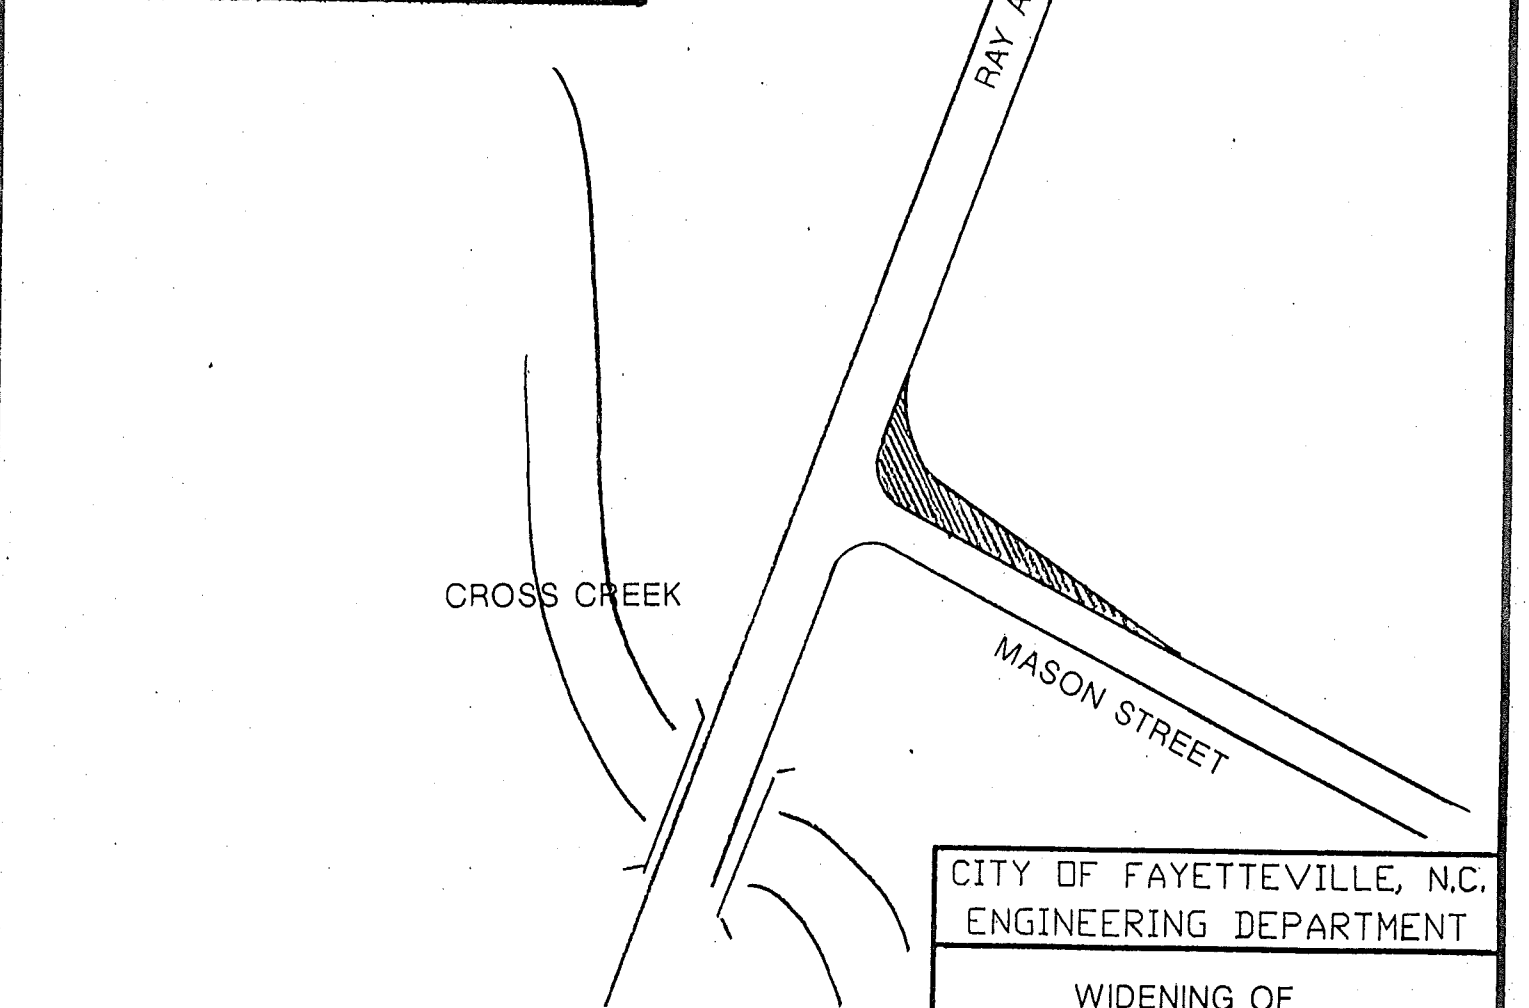 RAY
CROSS CREEK
MASON STREET
CITY OF FAYETTEVILLE, N.C.
ENGINEERING DEPARTMENT
WIDENING OF